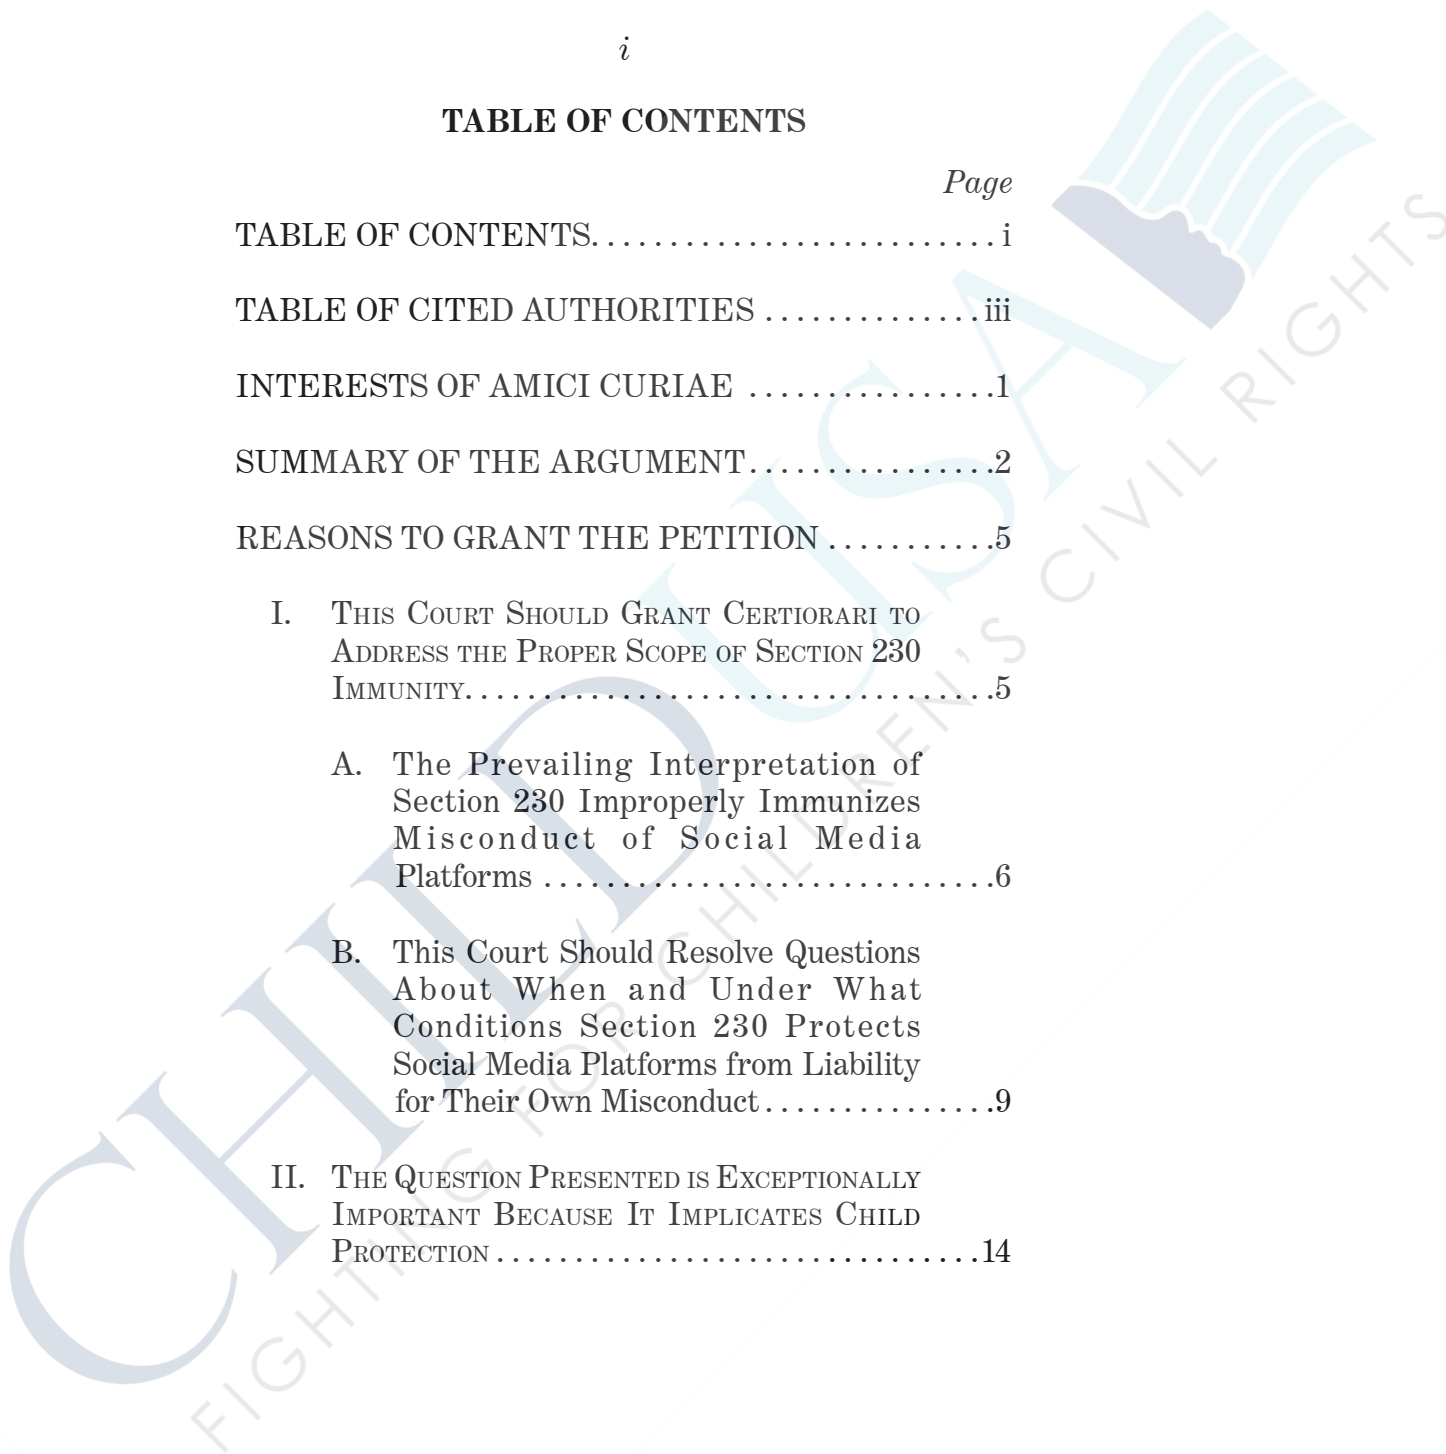 i
TABLE OF CONTENTS
Page
TABLE OF CONTENTS. . . . . . . . . . . . . . . . . . . . . . . . . . i
TABLE OF CITED AUTHORITIES . . . . . . . . . . . . . . iii
INTERESTS OF AMICI CURIAE . . . . . . . . . . . . . . . .1
SUMMARY OF THE ARGUMENT. . . . . . . . . . . . . . . .2
REASONS TO GRANT THE PETITION . . . . . . . . . . .5
I. This Court Should Grant Certiorari to
Address the Proper Scope of Section 230
Immunity. . . . . . . . . . . . . . . . . . . . . . . . . . . . . . . . . .5
A. The Prevailing Interpretation of
Section 230 Improperly Immunizes
Misconduct of Social Media
Platforms . . . . . . . . . . . . . . . . . . . . . . . . . . . . .6
B. This Court Should Resolve Questions
About When and Under What
Conditions Section 230 Protects
Social Media Platforms from Liability
for Their Own Misconduct . . . . . . . . . . . . . . .9
II. The Question Presented is Exceptionally
Important Because It Implicates Child
Protection . . . . . . . . . . . . . . . . . . . . . . . . . . . . . . .14
CHILDUSA
FIGHTING FOR CHILDREN'S CIVIL RIGHTS